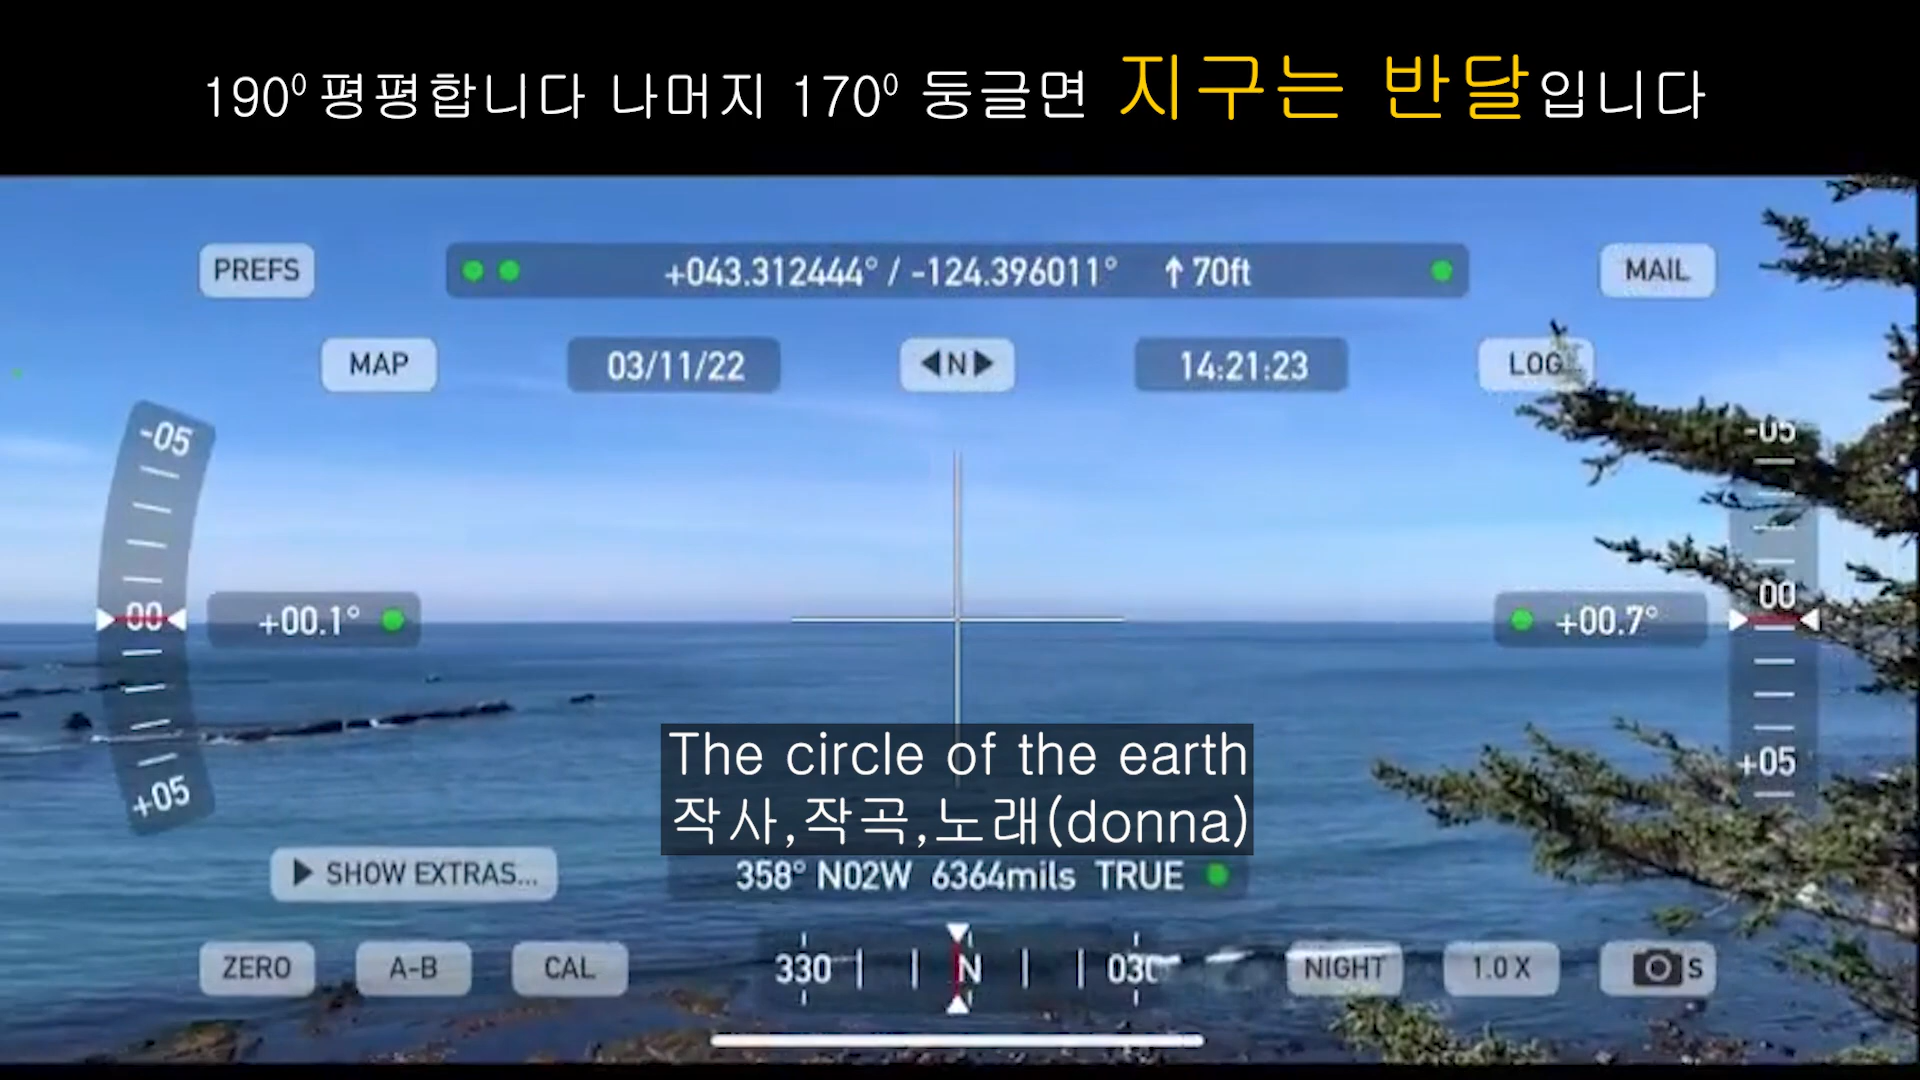 190⁰ 평평합니다 나머지 170⁰ 둥글면 지구는 반달입니다
PREFS
+043.312444° / -124.396011° ↑70ft
MAIL
MAP
03/11/22
◀N▶
14:21:23
LOG
-05
-05
00
+00.1°
+00.7°
00
+05
+05
The circle of the earth
작사,작곡,노래(donna)
▶ SHOW EXTRAS...
358° N02W 6364mils TRUE
ZERO
A-B
CAL
330
N
030
NIGHT
1.0 X
S